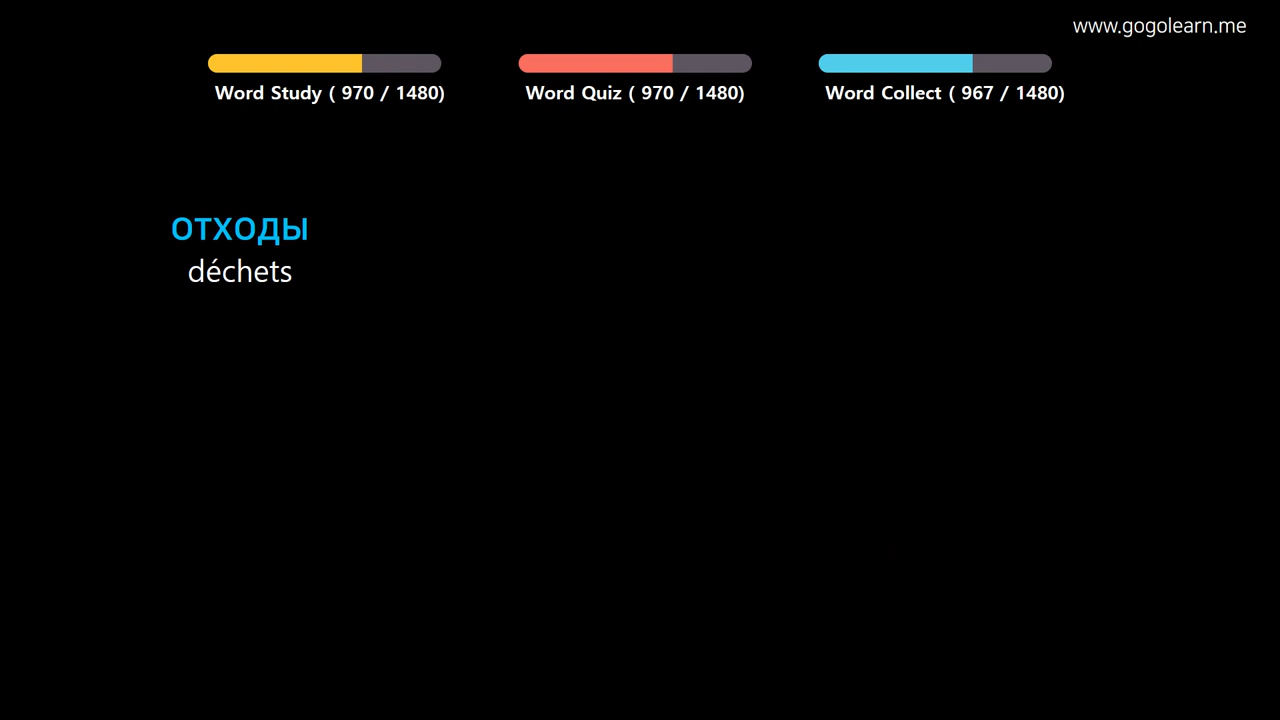 www.gogolearn.me
Word Study ( 970 / 1480)
Word Quiz ( 970 / 1480)
Word Collect ( 967 / 1480)
ОТХОДЫ
déchets